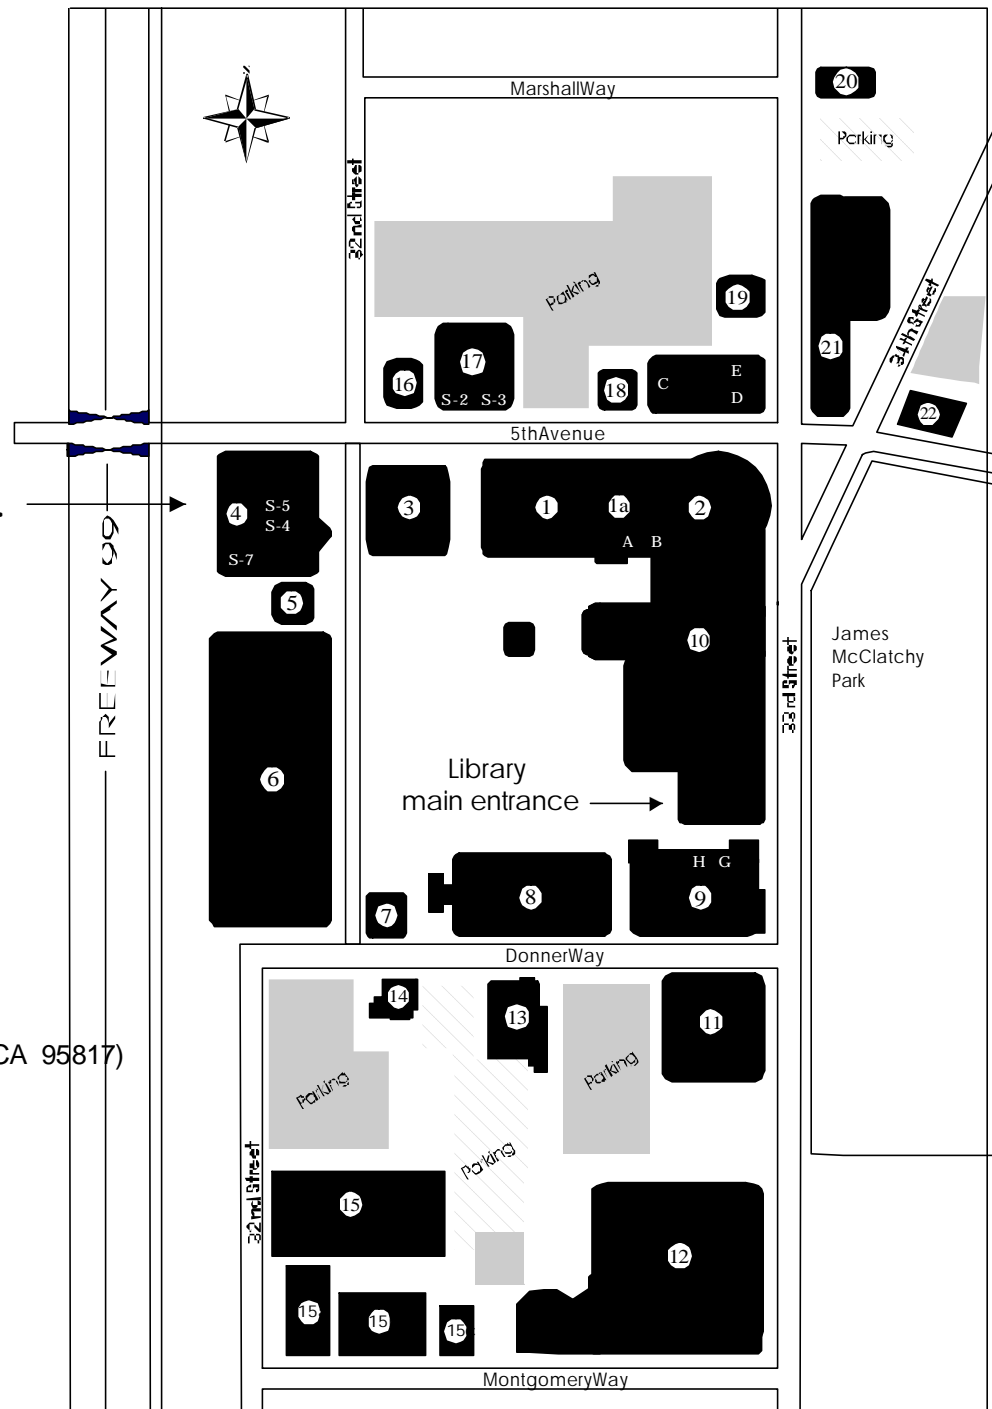 N
MarshallWay
20
Parking
32nd Street
Parking
19
34th Street
17
16
18
C
E
D
S-2 S-3
21
22
5thAvenue
4
S-5
S-4
S-7
3
1
1a
2
A B
5
10
FREEWAY 99
James
McClatchy
Park
33rd Street
6
Library
main entrance
H G
7
8
9
DonnerWay
14
13
11
CA 95817)
Parking
Parking
Parking
32nd Street
15
12
15
15
15
MontgomeryWay